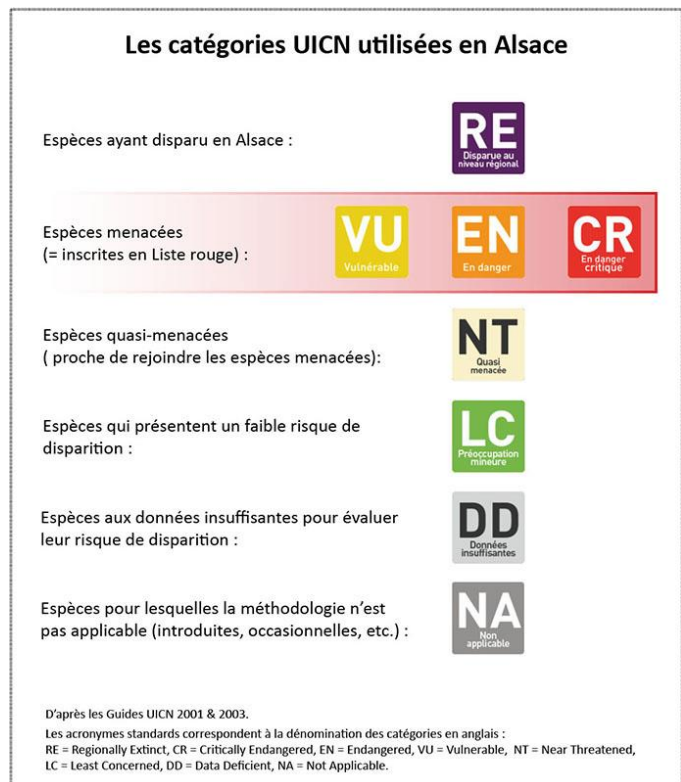 Les catégories UICN utilisées en Alsace
Espèces ayant disparu en Alsace :
RE
Disparue au
niveau régional
Espèces menacées
(= inscrites en Liste rouge) :
VU
Vulnérable
EN
En danger
CR
En danger
critique
Espèces quasi-menacées
( proche de rejoindre les espèces menacées):
NT
Quasi
menacée
Espèces qui présentent un faible risque de
disparition :
LC
Préoccupation
mineure
Espèces aux données insuffisantes pour évaluer
leur risque de disparition :
DD
Données
insuffisantes
Espèces pour lesquelles la méthodologie n'est
pas applicable (introduites, occasionnelles, etc.) :
NA
Non
applicable
D'après les Guides UICN 2001 & 2003.
Les acronymes standards correspondent à la dénomination des catégories en anglais :
RE = Regionally Extinct, CR = Critically Endangered, EN = Endangered, VU = Vulnerable, NT = Near Threatened,
LC = Least Concerned, DD = Data Deficient, NA = Not Applicable.